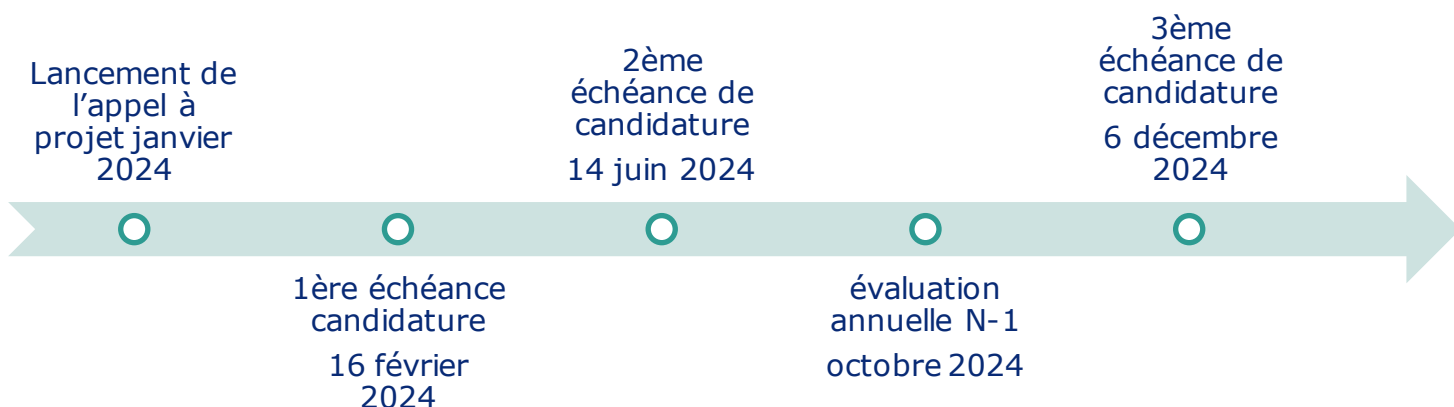 Lancement de
l’appel à
projet janvier
2024
1ère échéance
candidature
16 février
2024
2ème
échéance de
candidature
14 juin 2024
évaluation
annuelle N-1
octobre 2024
3ème
échéance de
candidature
6 décembre
2024